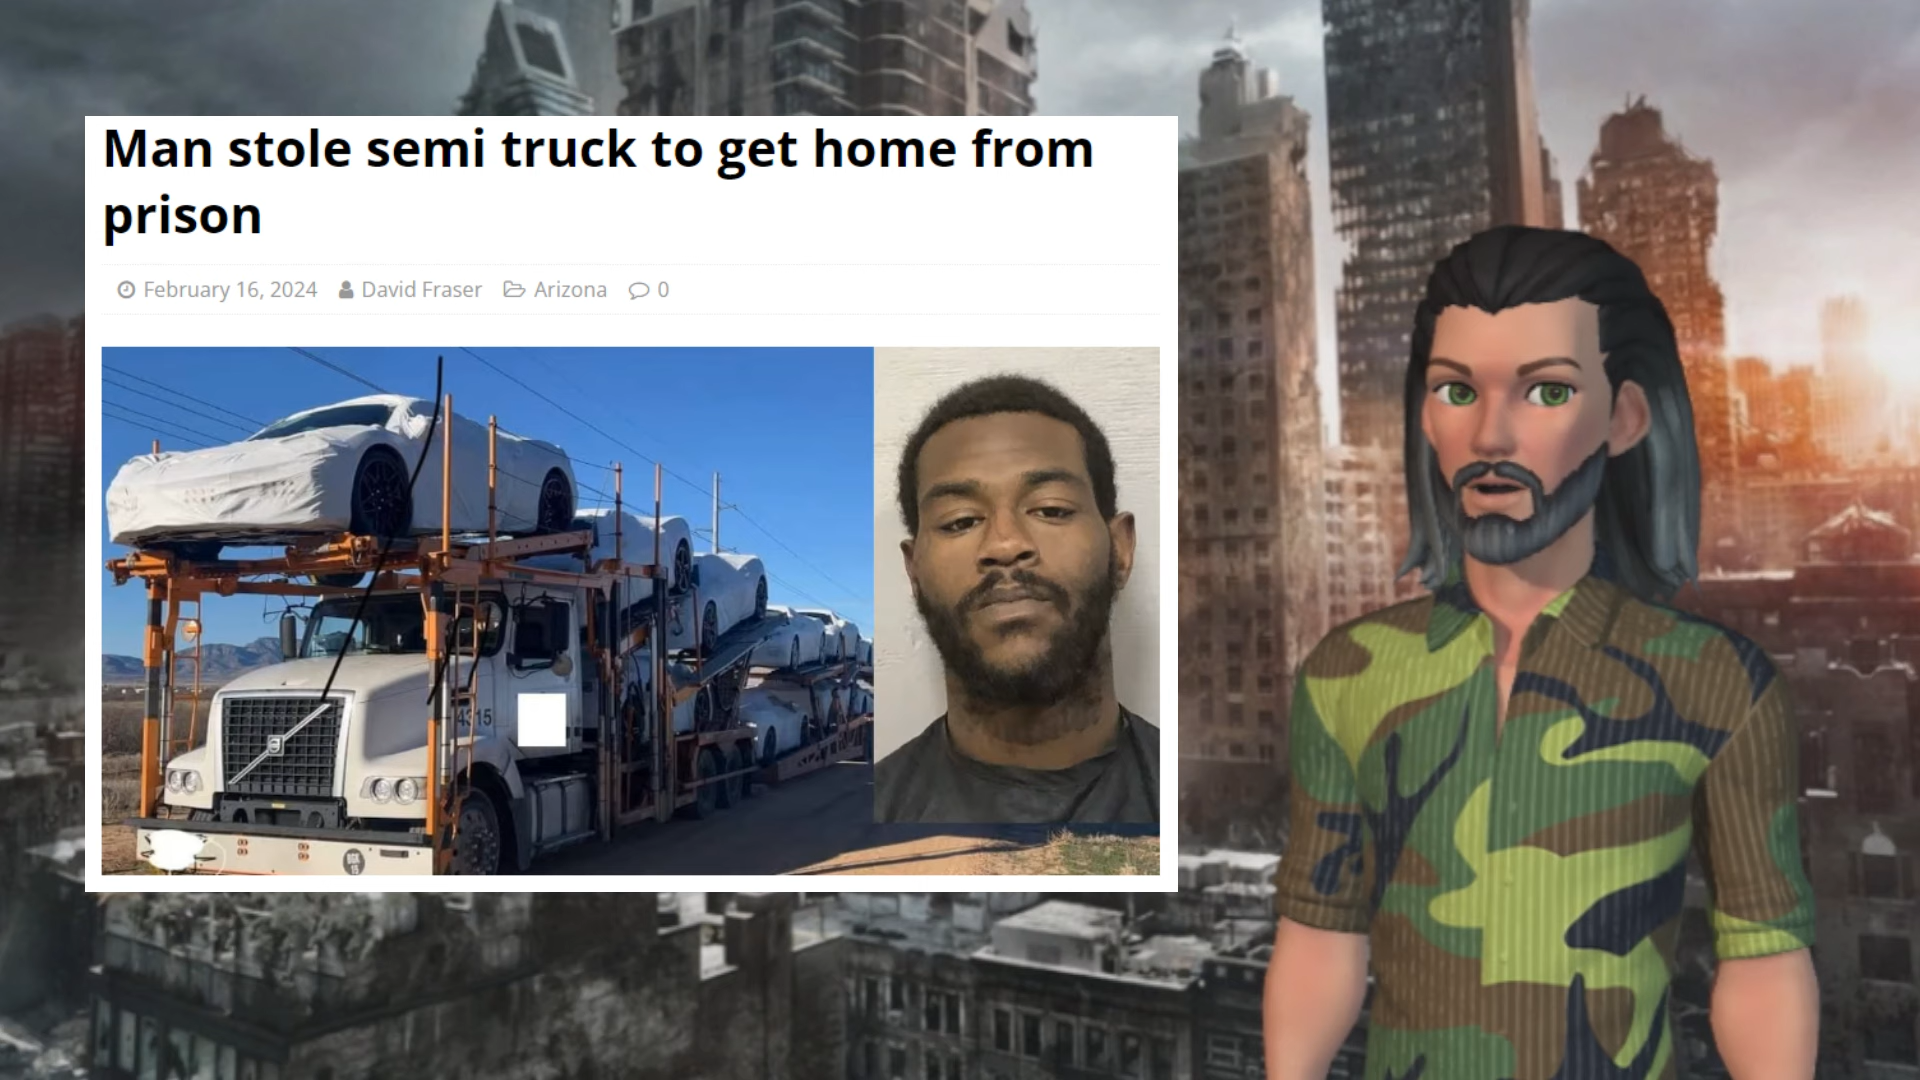 Man stole semi truck to get home from
prison
February 16, 2024 David Fraser Arizona 0
4315